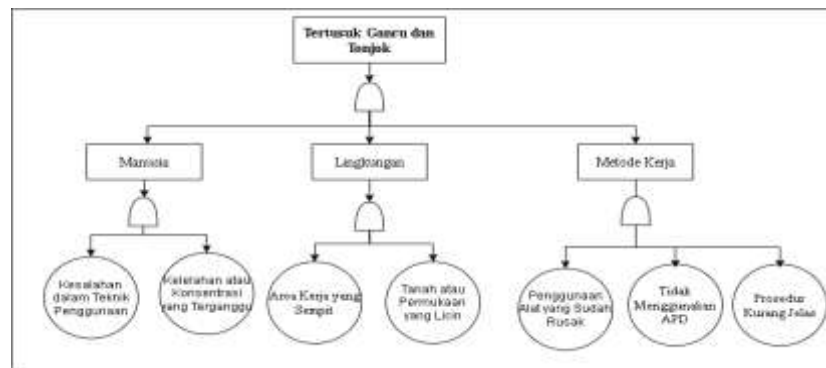 Tertusuk Gancu dan
Tonjok
Manusia
Lingkungan
Metode Kerja
Kesalahan
dalam Teknik
Penggunaan
Kelelahan atau
Konsentrasi
yang Terganggu
Area Kerja yang
Sempit
Tanah atau
Permukaan
yang Licin
Penggunaan
Alat yang Sudah
Rusak
Tidak
Menggunakan
APD
Prosedur
Kurang Jelas